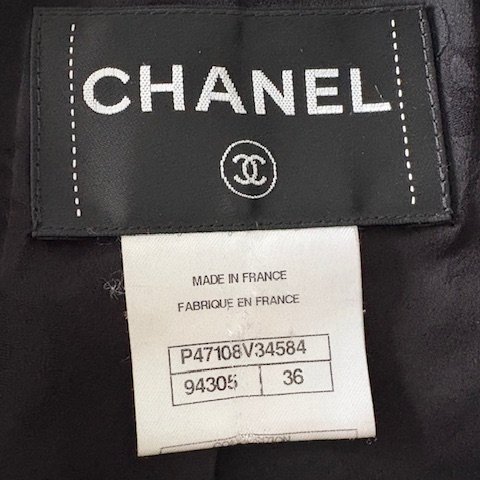 CHANEL
MADE IN FRANCE
FABRIQUE EN FRANCE
P47108V34584
94305 36